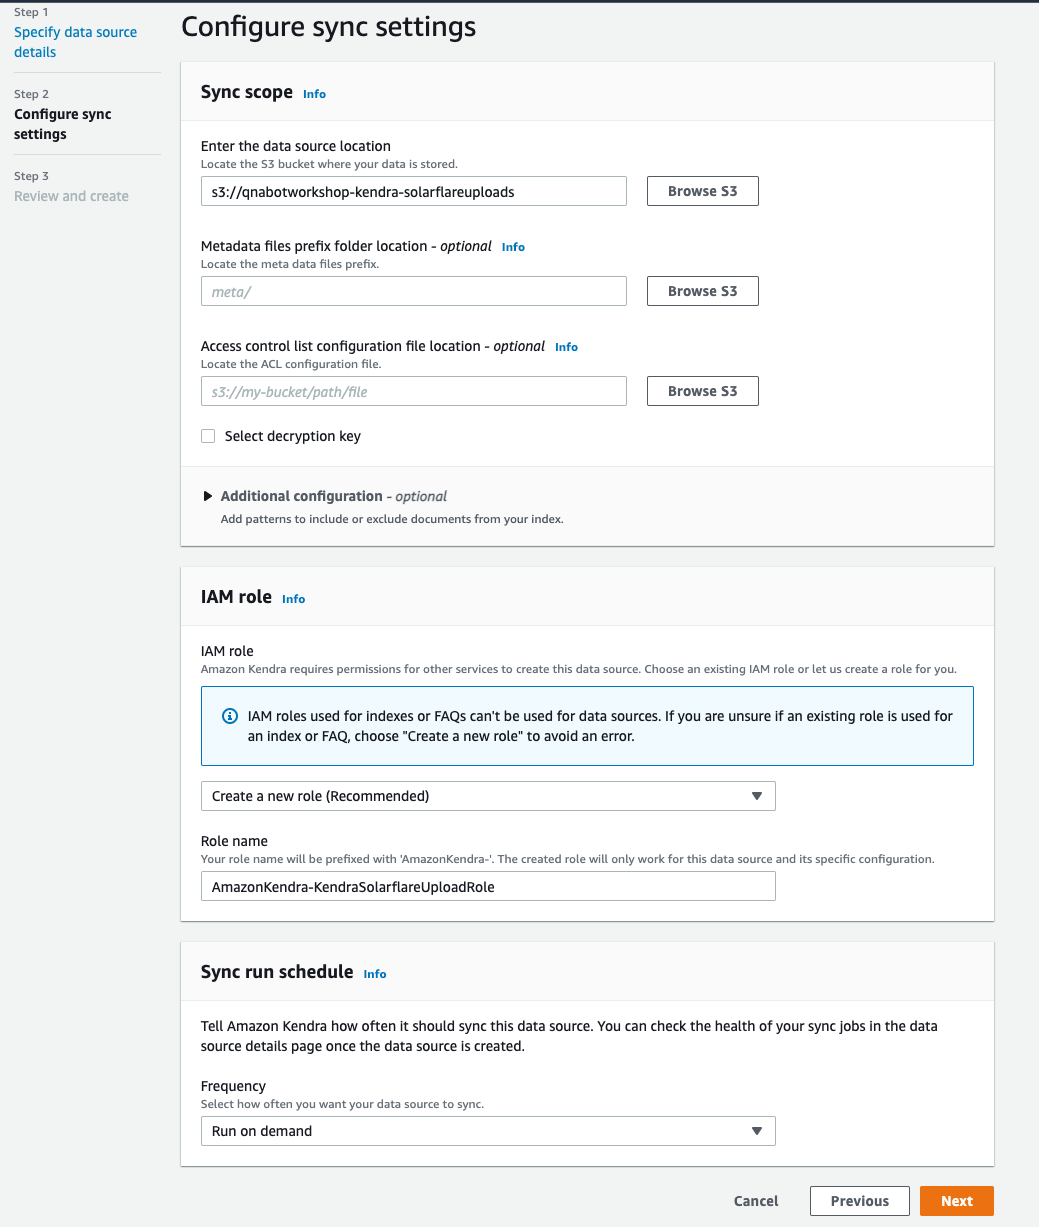 Step 1
Specify data source
details
Step 2
Configure sync
settings
Step 3
Review and create
Configure sync settings
Sync scope Info
Enter the data source location
Locate the S3 bucket where your data is stored.
s3://qnabotworkshop-kendra-solarflareuploads
Browse S3
Metadata files prefix folder location - optional Info
Locate the meta data files prefix.
meta/
Browse S3
Access control list configuration file location - optional Info
Locate the ACL configuration file.
s3://my-bucket/path/file
Browse S3
Select decryption key
Additional configuration - optional
Add patterns to include or exclude documents from your index.
IAM role Info
IAM role
Amazon Kendra requires permissions for other services to create this data source. Choose an existing IAM role or let us create a role for you.
IAM roles used for indexes or FAQs can't be used for data sources. If you are unsure if an existing role is used for
an index or FAQ, choose "Create a new role" to avoid an error.
Create a new role (Recommended)
Role name
Your role name will be prefixed with 'AmazonKendra-'. The created role will only work for this data source and its specific configuration.
AmazonKendra-KendraSolarflareUploadRole
Sync run schedule Info
Tell Amazon Kendra how often it should sync this data source. You can check the health of your sync jobs in the data
source details page once the data source is created.
Frequency
Select how often you want your data source to sync.
Run on demand
Cancel
Previous
Next